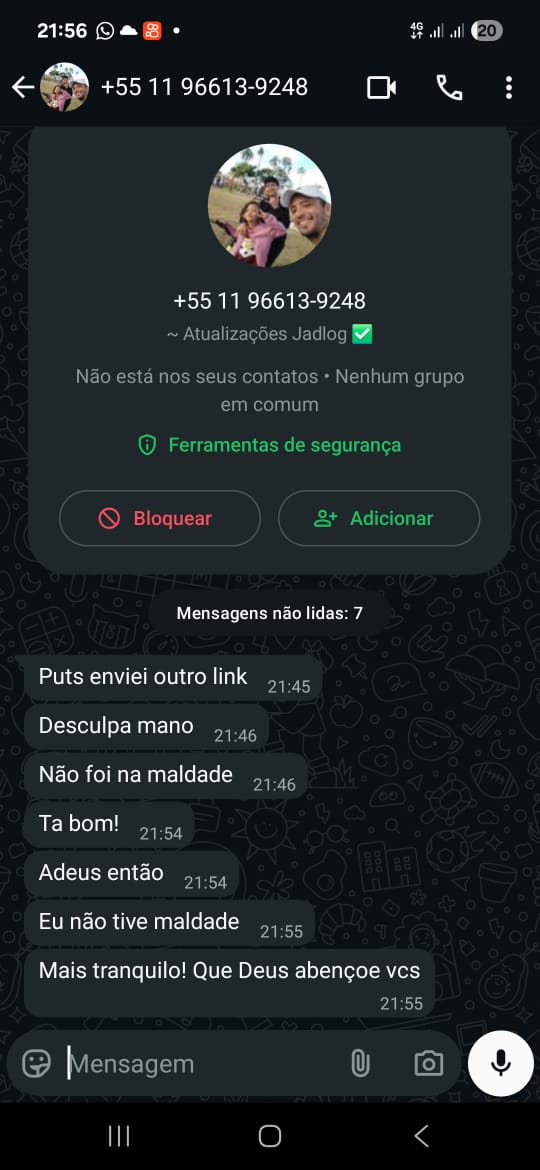 21:56
4G
20
+55 11 96613-9248
+55 11 96613-9248
~ Atualizações Jadlog ✅
Não está nos seus contatos • Nenhum grupo
em comum
Ferramentas de segurança
Bloquear
Adicionar
Mensagens não lidas: 7
Puts enviei outro link 21:45
Desculpa mano 21:46
Não foi na maldade 21:46
Ta bom! 21:54
Adeus então 21:54
Eu não tive maldade 21:55
Mais tranquilo! Que Deus abençoe vcs
21:55
Mensagem